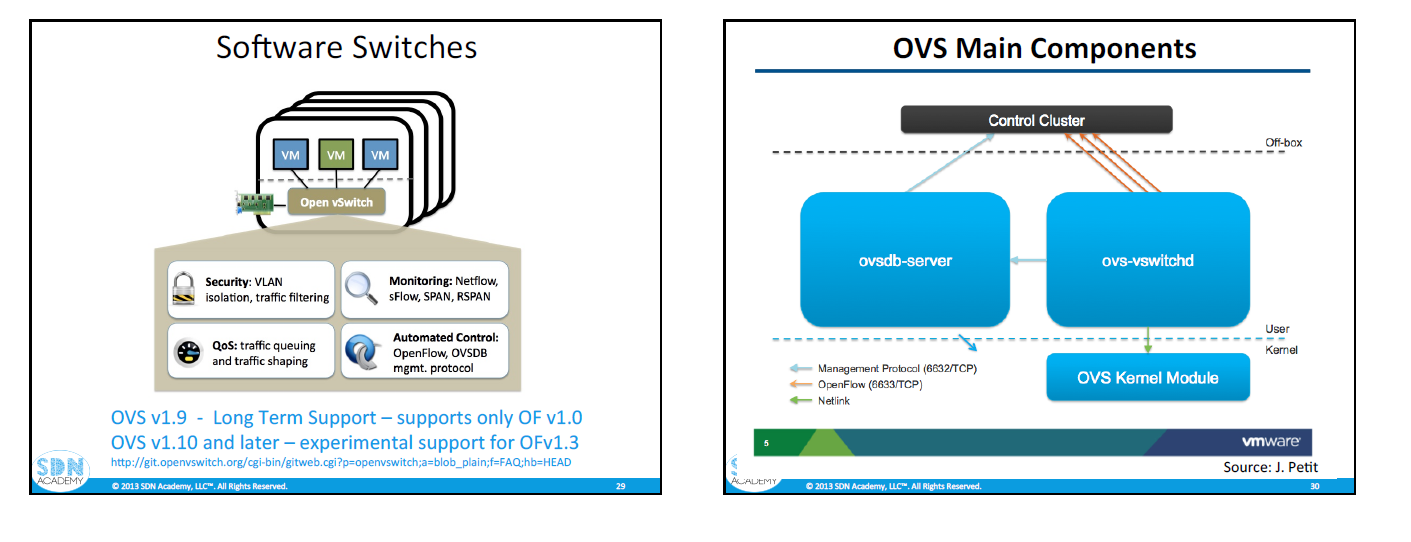 Software Switches
VM VM VM
Open vSwitch
Security: VLAN
isolation, traffic filtering
Monitoring: Netflow,
sFlow, SPAN, RSPAN
QoS: traffic queuing
and traffic shaping
Automated Control:
OpenFlow, OVSDB
mgmt. protocol
OVS v1.9 - Long Term Support – supports only OF v1.0
OVS v1.10 and later – experimental support for OFv1.3
http://git.openvswitch.org/cgi-bin/gitweb.cgi?p=openvswitch;a=blob_plain;f=FAQ;hb=HEAD
SDN
ACADEMY
© 2013 SDN Academy, LLC™. All Rights Reserved.
29
OVS Main Components
Control Cluster
Off-box
ovsdb-server
ovs-vswitchd
User
Kernel
Management Protocol (6632/TCP)
OpenFlow (6633/TCP)
Netlink
OVS Kernel Module
5
vmware
Source: J. Petit
ACADEMY
© 2013 SDN Academy, LLC™. All Rights Reserved.
30